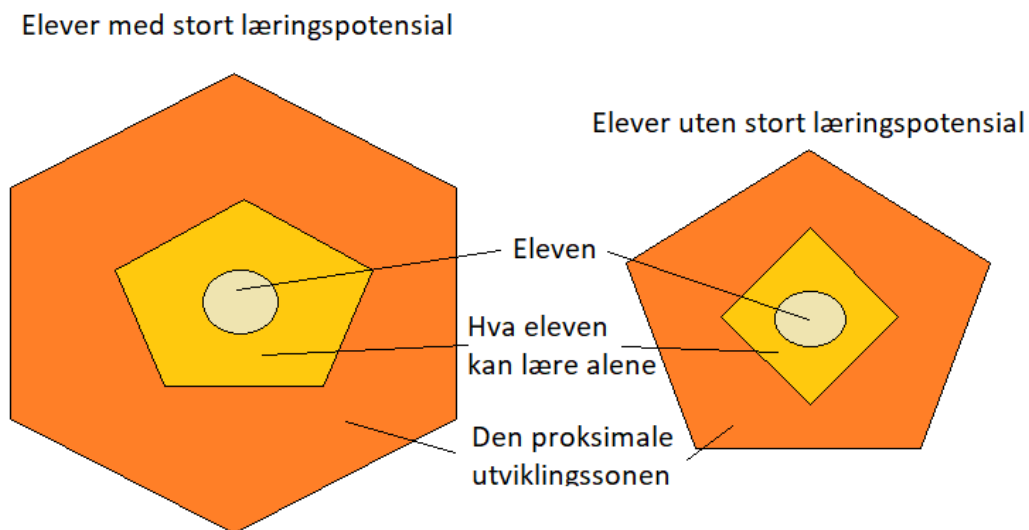 Elever med stort læringspotensial
Elever uten stort læringspotensial
Eleven
Hva eleven
kan lære alene
Den proksimale
utviklingssonen